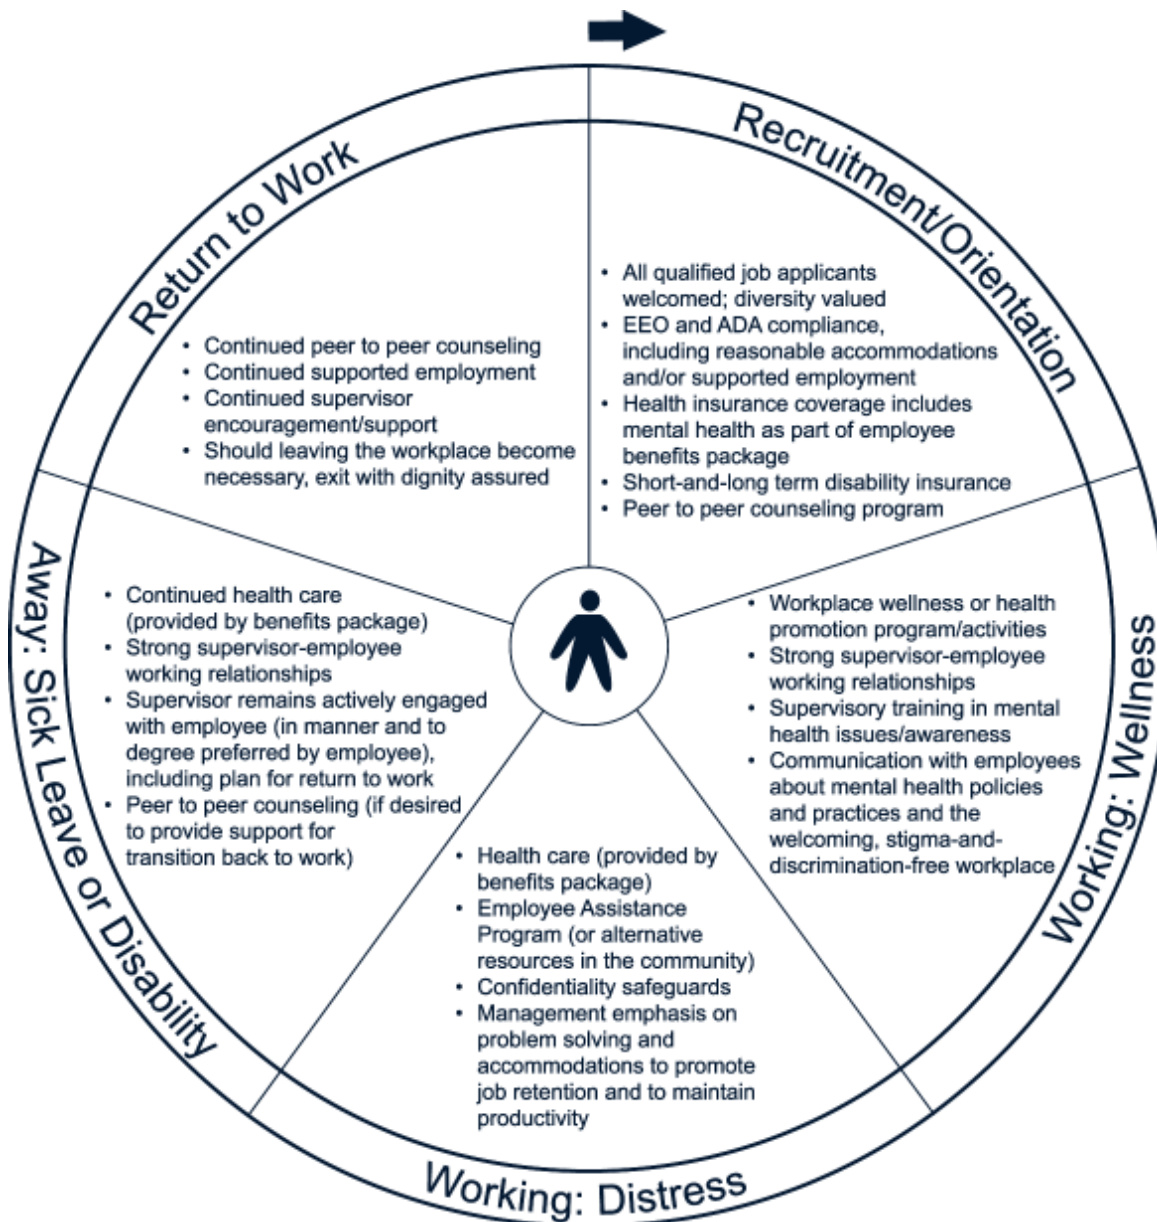 Recruitment/Orientation
• All qualified job applicants
welcomed; diversity valued
• EEO and ADA compliance,
including reasonable accommodations
and/or supported employment
• Health insurance coverage includes
mental health as part of employee
benefits package
• Short-and-long term disability insurance
• Peer to peer counseling program
Working: Wellness
• Workplace wellness or health
promotion program/activities
• Strong supervisor-employee
working relationships
• Supervisory training in mental
health issues/awareness
• Communication with employees
about mental health policies
and practices and the
welcoming, stigma-and-
discrimination-free workplace
Working: Distress
• Health care (provided by
benefits package)
• Employee Assistance
Program (or alternative
resources in the community)
• Confidentiality safeguards
• Management emphasis on
problem solving and
accommodations to promote
job retention and to maintain
productivity
Away: Sick Leave or Disability
• Continued health care
(provided by benefits package)
• Strong supervisor-employee
working relationships
• Supervisor remains actively engaged
with employee (in manner and to
degree preferred by employee),
including plan for return to work
• Peer to peer counseling (if desired
to provide support for
transition back to work)
Return to Work
• Continued peer to peer counseling
• Continued supported employment
• Continued supervisor
encouragement/support
• Should leaving the workplace become
necessary, exit with dignity assured